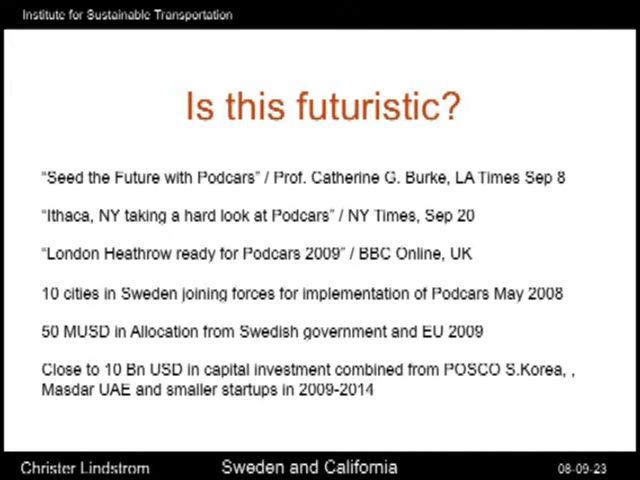 Institute for Sustainable Transportation
Is this futuristic?
“Seed the Future with Podcars” / Prof. Catherine G. Burke, LA Times Sep 8
“Ithaca, NY taking a hard look at Podcars” / NY Times, Sep 20
“London Heathrow ready for Podcars 2009” / BBC Online, UK
10 cities in Sweden joining forces for implementation of Podcars May 2008
50 MUSD in Allocation from Swedish government and EU 2009
Close to 10 Bn USD in capital investment combined from POSCO S.Korea, ,
Masdar UAE and smaller startups in 2009-2014
Christer Lindstrom Sweden and California 08-09-23